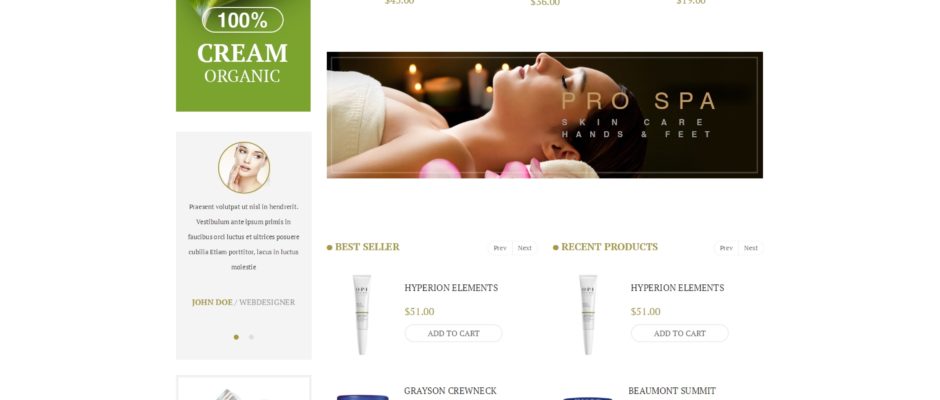 $45.00
$36.00
$19.00
100%
CREAM
ORGANIC
PRO SPA
SKIN CARE
HANDS & FEET
Praesent volutpat ut nisl in hendrerit.
Vestibulum ante ipsum primis in
faucibus orci luctus et ultrices posuere
cubilia Etiam porttitor, lacus in luctus
molestie
JOHN DOE / WEBDESIGNER
BEST SELLER
Prev Next
HYPERION ELEMENTS
$51.00
ADD TO CART
GRAYSON CREWNECK
RECENT PRODUCTS
Prev Next
HYPERION ELEMENTS
$51.00
ADD TO CART
BEAUMONT SUMMIT